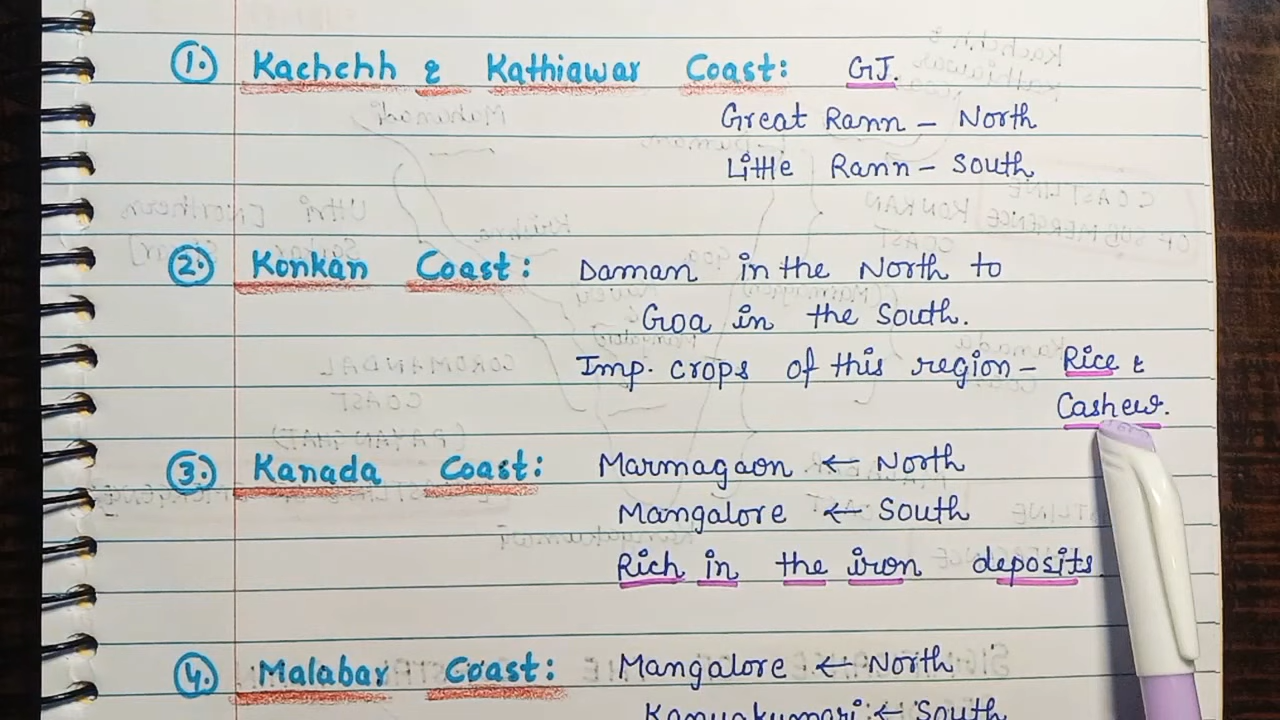 1. Kachchh & Kathiawar Coast: GJ.
Great Rann - North
Little Rann - South
2. Konkan Coast: Daman in the North to
Goa in the South.
Imp. crops of this region - Rice &
Cashew.
3. Kanada Coast: Marmagaon ← North
Mangalore ← South
Rich in the iron deposits.
4. Malabar Coast: Mangalore ← North
Kanyakumari ← South